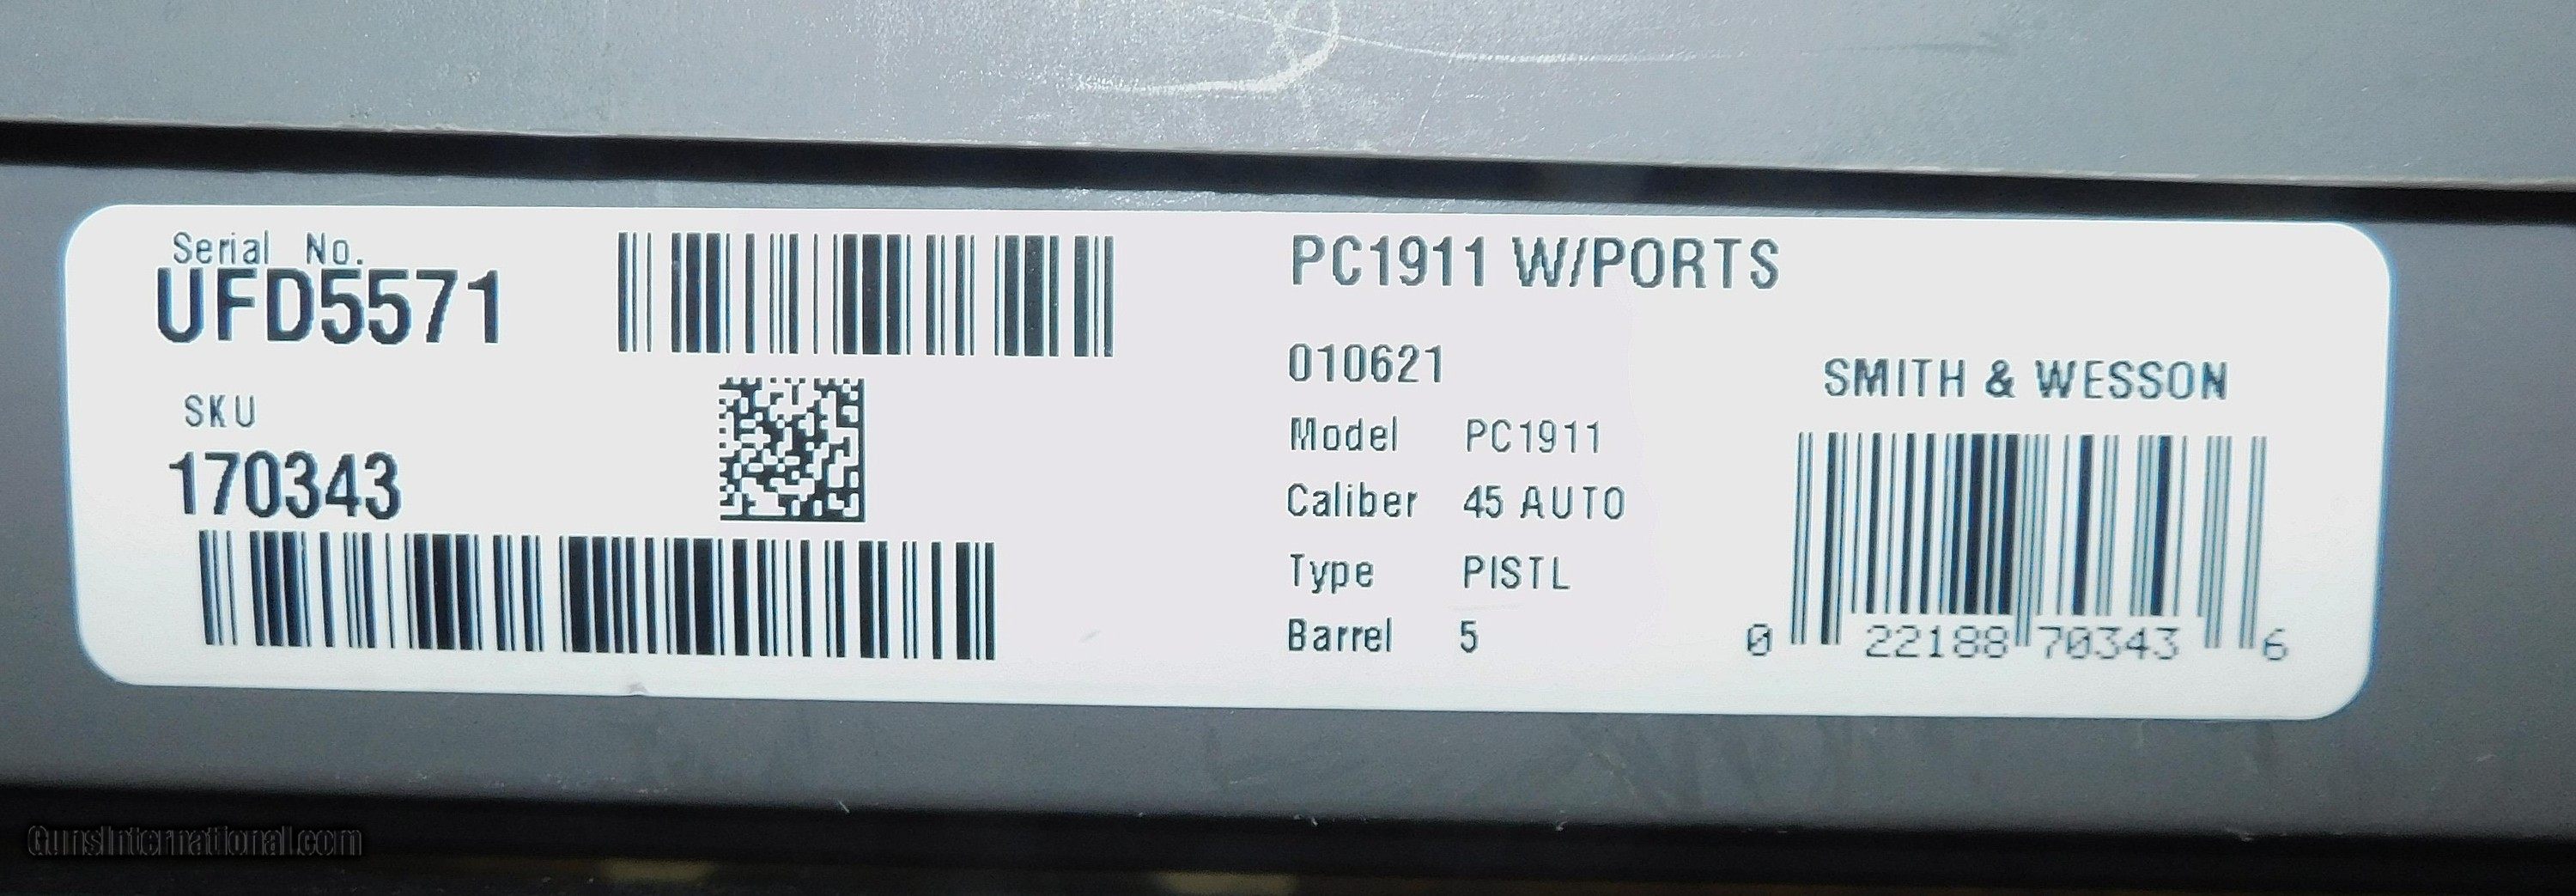 Serial No.
UFD5571
SKU
170343
PC1911 W/PORTS
010621
Model PC1911
Caliber 45 AUTO
Type PISTL
Barrel 5
SMITH & WESSON
0 22188 70343 6
GunsInternational.com